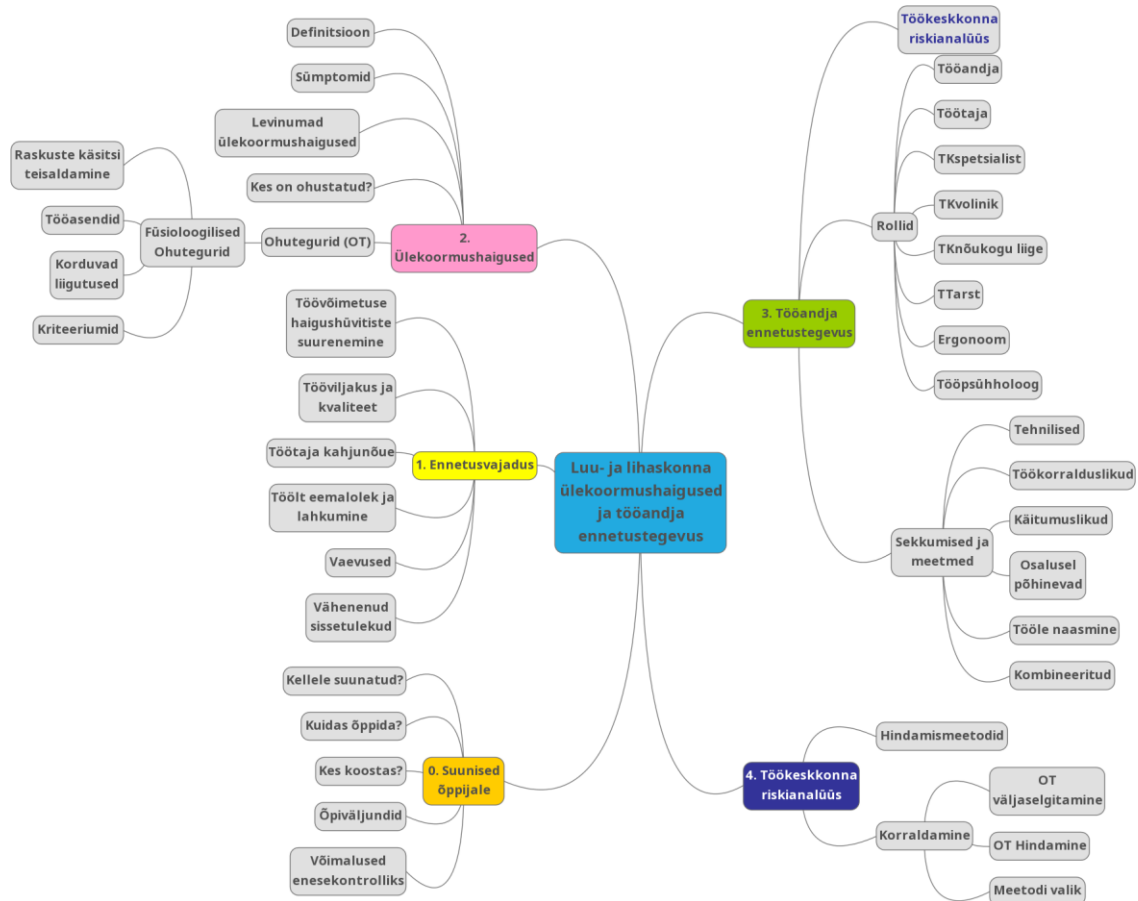 Luu- ja lihaskonna
ülekoormushaigused
ja tööandja
ennetustegevus
0. Suunised
õppijale
Kellele suunatud?
Kuidas õppida?
Kes koostas?
Õpiväljundid
Võimalused
enesekontrolliks
1. Ennetusvajadus
Töövõimetuse
haigushüvitiste
suurenemine
Tööviljakus ja
kvaliteet
Töötaja kahjunõue
Töölt eemalolek ja
lahkumine
Vaevused
Vähenenud
sissetulekud
2.
Ülekoormushaigused
Definitsioon
Sümptomid
Levinumad
ülekoormushaigused
Kes on ohustatud?
Ohutegurid (OT)
Füsioloogilised
Ohutegurid
Raskuste käsitsi
teisaldamine
Tööasendid
Korduvad
liigutused
Kriteeriumid
3. Tööandja
ennetustegevus
Töökeskkonna
riskianalüüs
Rollid
Tööandja
Töötaja
TKspetsialist
TKvolinik
TKnõukogu liige
TTarst
Ergonoom
Tööpsühholoog
Sekkumised ja
meetmed
Tehnilised
Töökorralduslikud
Käitumuslikud
Osalusel
põhinevad
Tööle naasmine
Kombineeritud
4. Töökeskkonna
riskianalüüs
Hindamismeetodid
Korraldamine
OT
väljaselgitamine
OT Hindamine
Meetodi valik